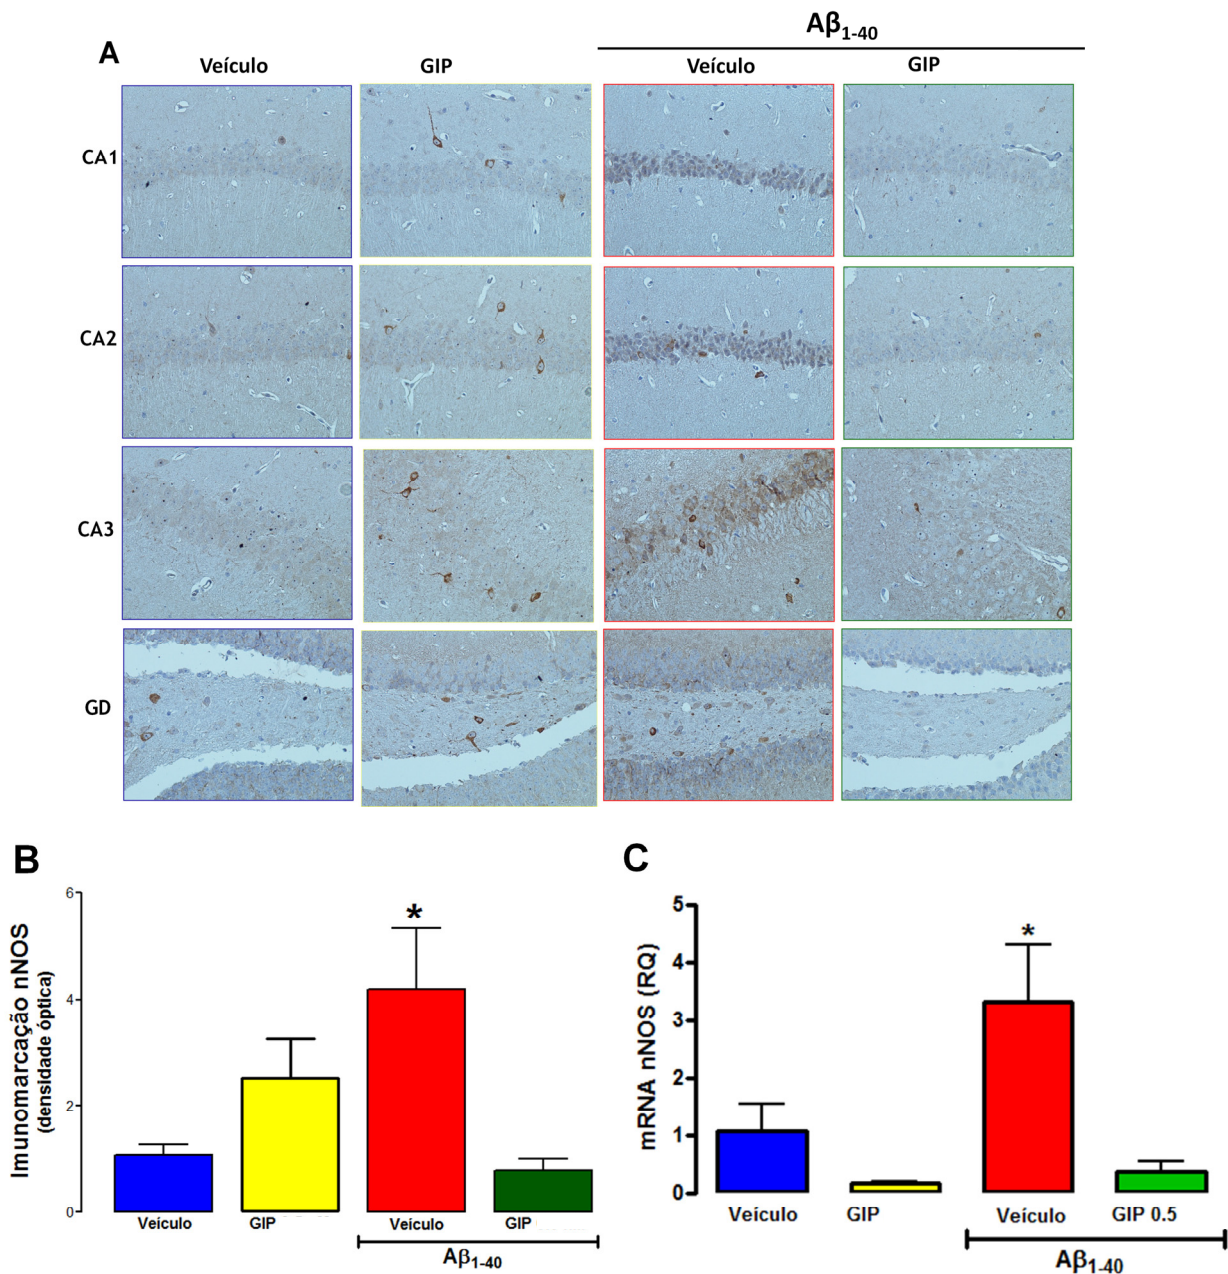 Aβ1-40
A
Veículo GIP Veículo GIP
CA1
CA2
CA3
GD
B
Imunomarcação nNOS
(densidade óptica)
6
4
2
0
*
Veículo GIP Veículo GIP
Aβ1-40
C
mRNA nNOS (RQ)
5
4
3
2
1
0
*
Veículo GIP Veículo GIP 0.5
Aβ1-40